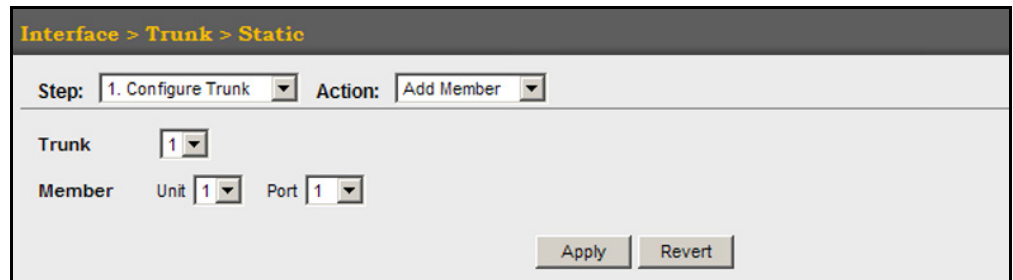 Interface > Trunk > Static
Step: 1. Configure Trunk Action: Add Member
Trunk 1
Member Unit 1 Port 1
Apply Revert